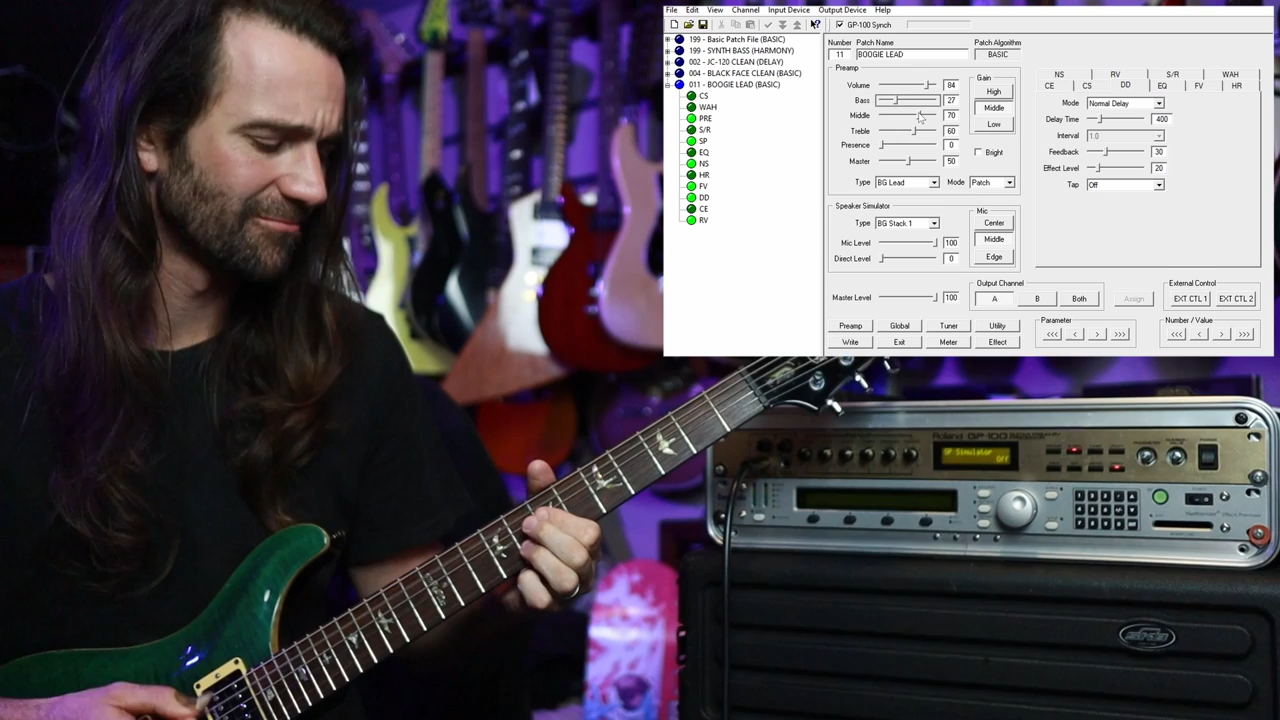 File Edit View Channel Input Device Output Device Help
GP-100 Synch
199 - Basic Patch File (BASIC)
199 - SYNTH BASS (HARMONY)
002 - JC-120 CLEAN (DELAY)
004 - BLACK FACE CLEAN (BASIC)
011 - BOOGIE LEAD (BASIC)
CS
WAH
PRE
S/R
SP
EQ
NS
HR
FV
DD
CE
RV
Number Patch Name Patch Algorithm
11 BOOGIE LEAD BASIC
Preamp
Volume 84
Bass 27
Middle 70
Treble 60
Presence 0
Master 50
Type BG Lead Mode Patch
Gain
High
Middle
Low
Bright
Speaker Simulator
Type BG Stack 1
Mic Level 100
Direct Level 0
Mic
Center
Middle
Edge
Master Level 100
Output Channel
A B Both
Assign
External Control
EXT CTL 1 EXT CTL 2
Preamp Global Tuner Utility
Write Exit Meter Effect
Parameter
<<< < > >>>
Number / Value
<<< < > >>>
NS RV S/R WAH
CE CS DD EQ FV HR
Mode Normal Delay
Delay Time 400
Interval 1.0
Feedback 30
Effect Level 20
Tap Off
Roland GP-100
SP Simulator
OFF
SKB